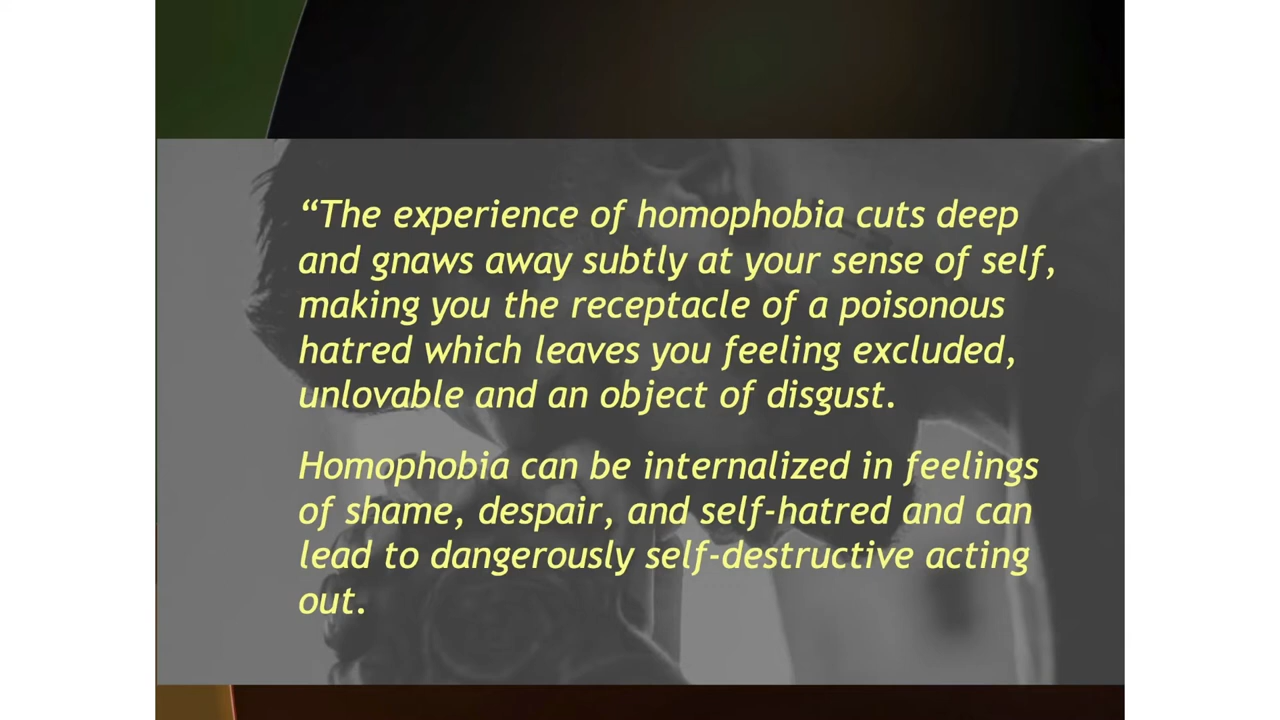 “The experience of homophobia cuts deep
and gnaws away subtly at your sense of self,
making you the receptacle of a poisonous
hatred which leaves you feeling excluded,
unlovable and an object of disgust.
Homophobia can be internalized in feelings
of shame, despair, and self-hatred and can
lead to dangerously self-destructive acting
out.